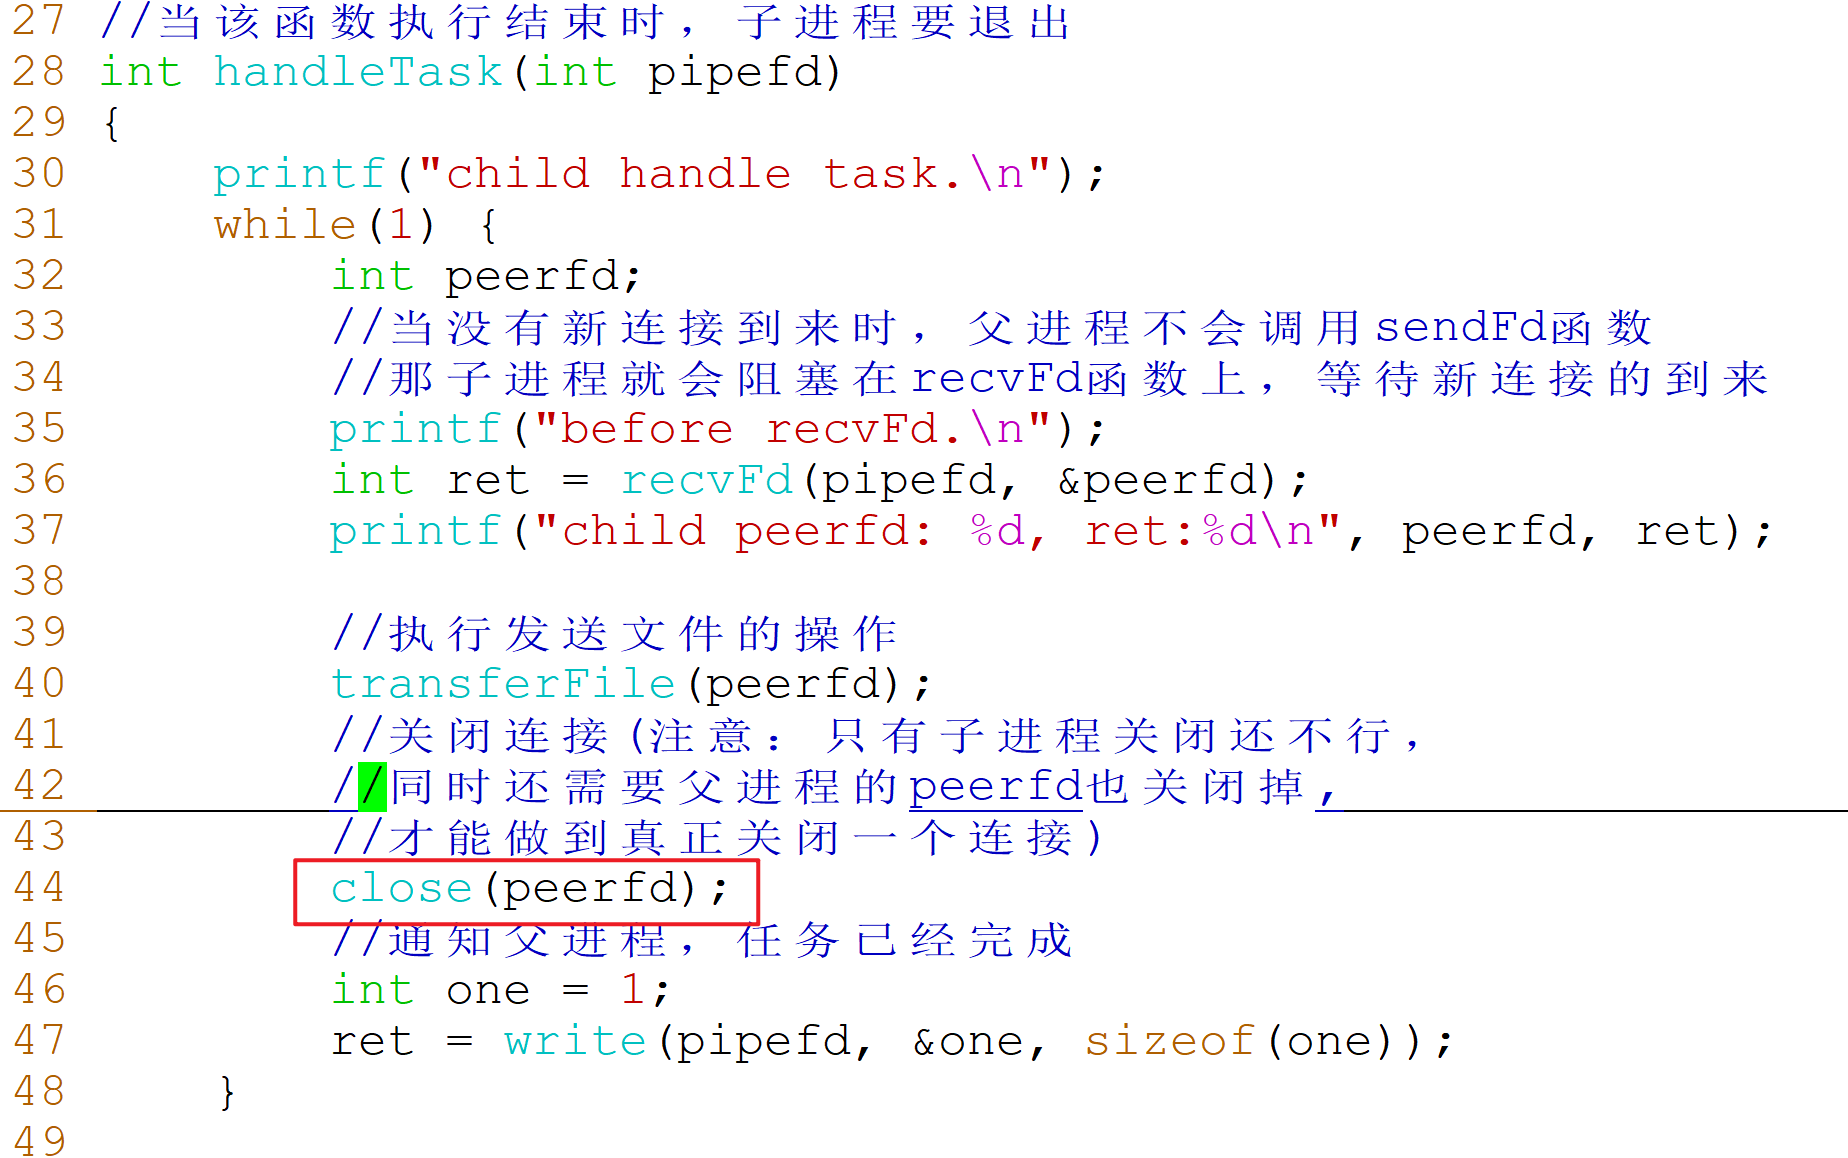 27 //当该函数执行结束时，子进程要退出
28 int handleTask(int pipefd)
29 {
30     printf("child handle task.\n");
31     while(1) {
32         int peerfd;
33         //当没有新连接到来时，父进程不会调用sendFd函数
34         //那子进程就会阻塞在recvFd函数上，等待新连接的到来
35         printf("before recvFd.\n");
36         int ret = recvFd(pipefd, &peerfd);
37         printf("child peerfd: %d, ret:%d\n", peerfd, ret);
38
39         //执行发送文件的操作
40         transferFile(peerfd);
41         //关闭连接(注意：只有子进程关闭还不行，
42         //同时还需要父进程的peerfd也关闭掉，
43         //才能做到真正关闭一个连接)
44         close(peerfd);
45         //通知父进程，任务已经完成
46         int one = 1;
47         ret = write(pipefd, &one, sizeof(one));
48     }
49